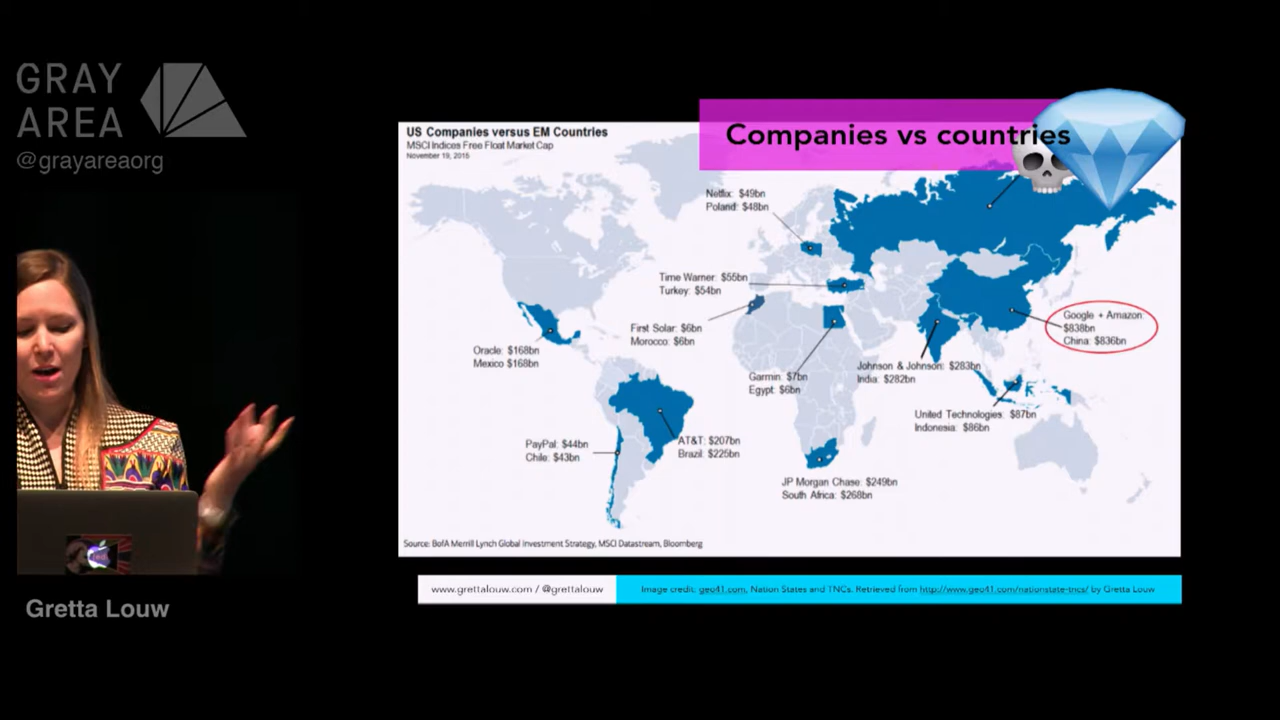 GRAY
AREA
@grayareaorg
Gretta Louw
Companies vs countries
US Companies versus EM Countries
MSCI Indices Free Float Market Cap
November 19, 2015
Netflix: $49bn
Poland: $48bn
Time Warner: $55bn
Turkey: $54bn
First Solar: $6bn
Morocco: $6bn
Google + Amazon:
$838bn
China: $836bn
Oracle: $168bn
Mexico $168bn
Garmin: $7bn
Egypt: $6bn
Johnson & Johnson: $283bn
India: $282bn
United Technologies: $87bn
Indonesia: $86bn
PayPal: $44bn
Chile: $43bn
AT&T: $207bn
Brazil: $225bn
JP Morgan Chase: $249bn
South Africa: $268bn
Source: BofA Merrill Lynch Global Investment Strategy, MSCI Datastream, Bloomberg
www.grettalouw.com / @grettalouw
Image credit: geo41.com, Nation States and TNCs. Retrieved from http://www.geo41.com/nationstate-tncs/ by Gretta Louw